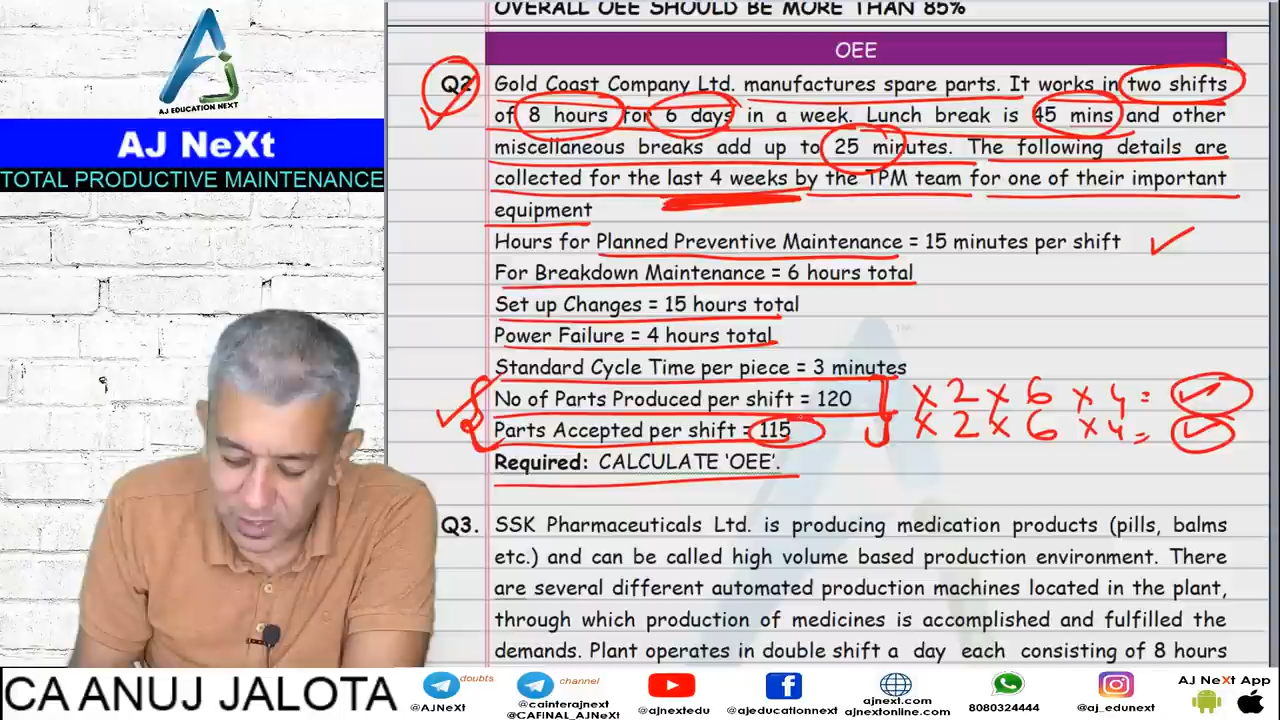 OVERALL OEE SHOULD BE MORE THAN 85%
AJ EDUCATION NEXT
AJ NeXt
TOTAL PRODUCTIVE MAINTENANCE
OEE
Q2 Gold Coast Company Ltd. manufactures spare parts. It works in two shifts
of 8 hours for 6 days in a week. Lunch break is 45 mins and other
miscellaneous breaks add up to 25 minutes. The following details are
collected for the last 4 weeks by the TPM team for one of their important
equipment
Hours for Planned Preventive Maintenance = 15 minutes per shift
For Breakdown Maintenance = 6 hours total
Set up Changes = 15 hours total
Power Failure = 4 hours total
Standard Cycle Time per piece = 3 minutes
No of Parts Produced per shift = 120 × 2 × 6 × 4 =
Parts Accepted per shift = 115 × 2 × 6 × 4 =
Required: CALCULATE 'OEE'.
Q3. SSK Pharmaceuticals Ltd. is producing medication products (pills, balms
etc.) and can be called high volume based production environment. There
are several different automated production machines located in the plant,
through which production of medicines is accomplished and fulfilled the
demands. Plant operates in double shift a day each consisting of 8 hours
CA ANUJ JALOTA
doubts
@AJNeXt
channel
@cainterajnext
@CAFINAL_AJNeXt
@ajnextedu
@ajeducationnext
ajnext.com
ajnextonline.com
8080324444
@aj_edunext
AJ NeXt App